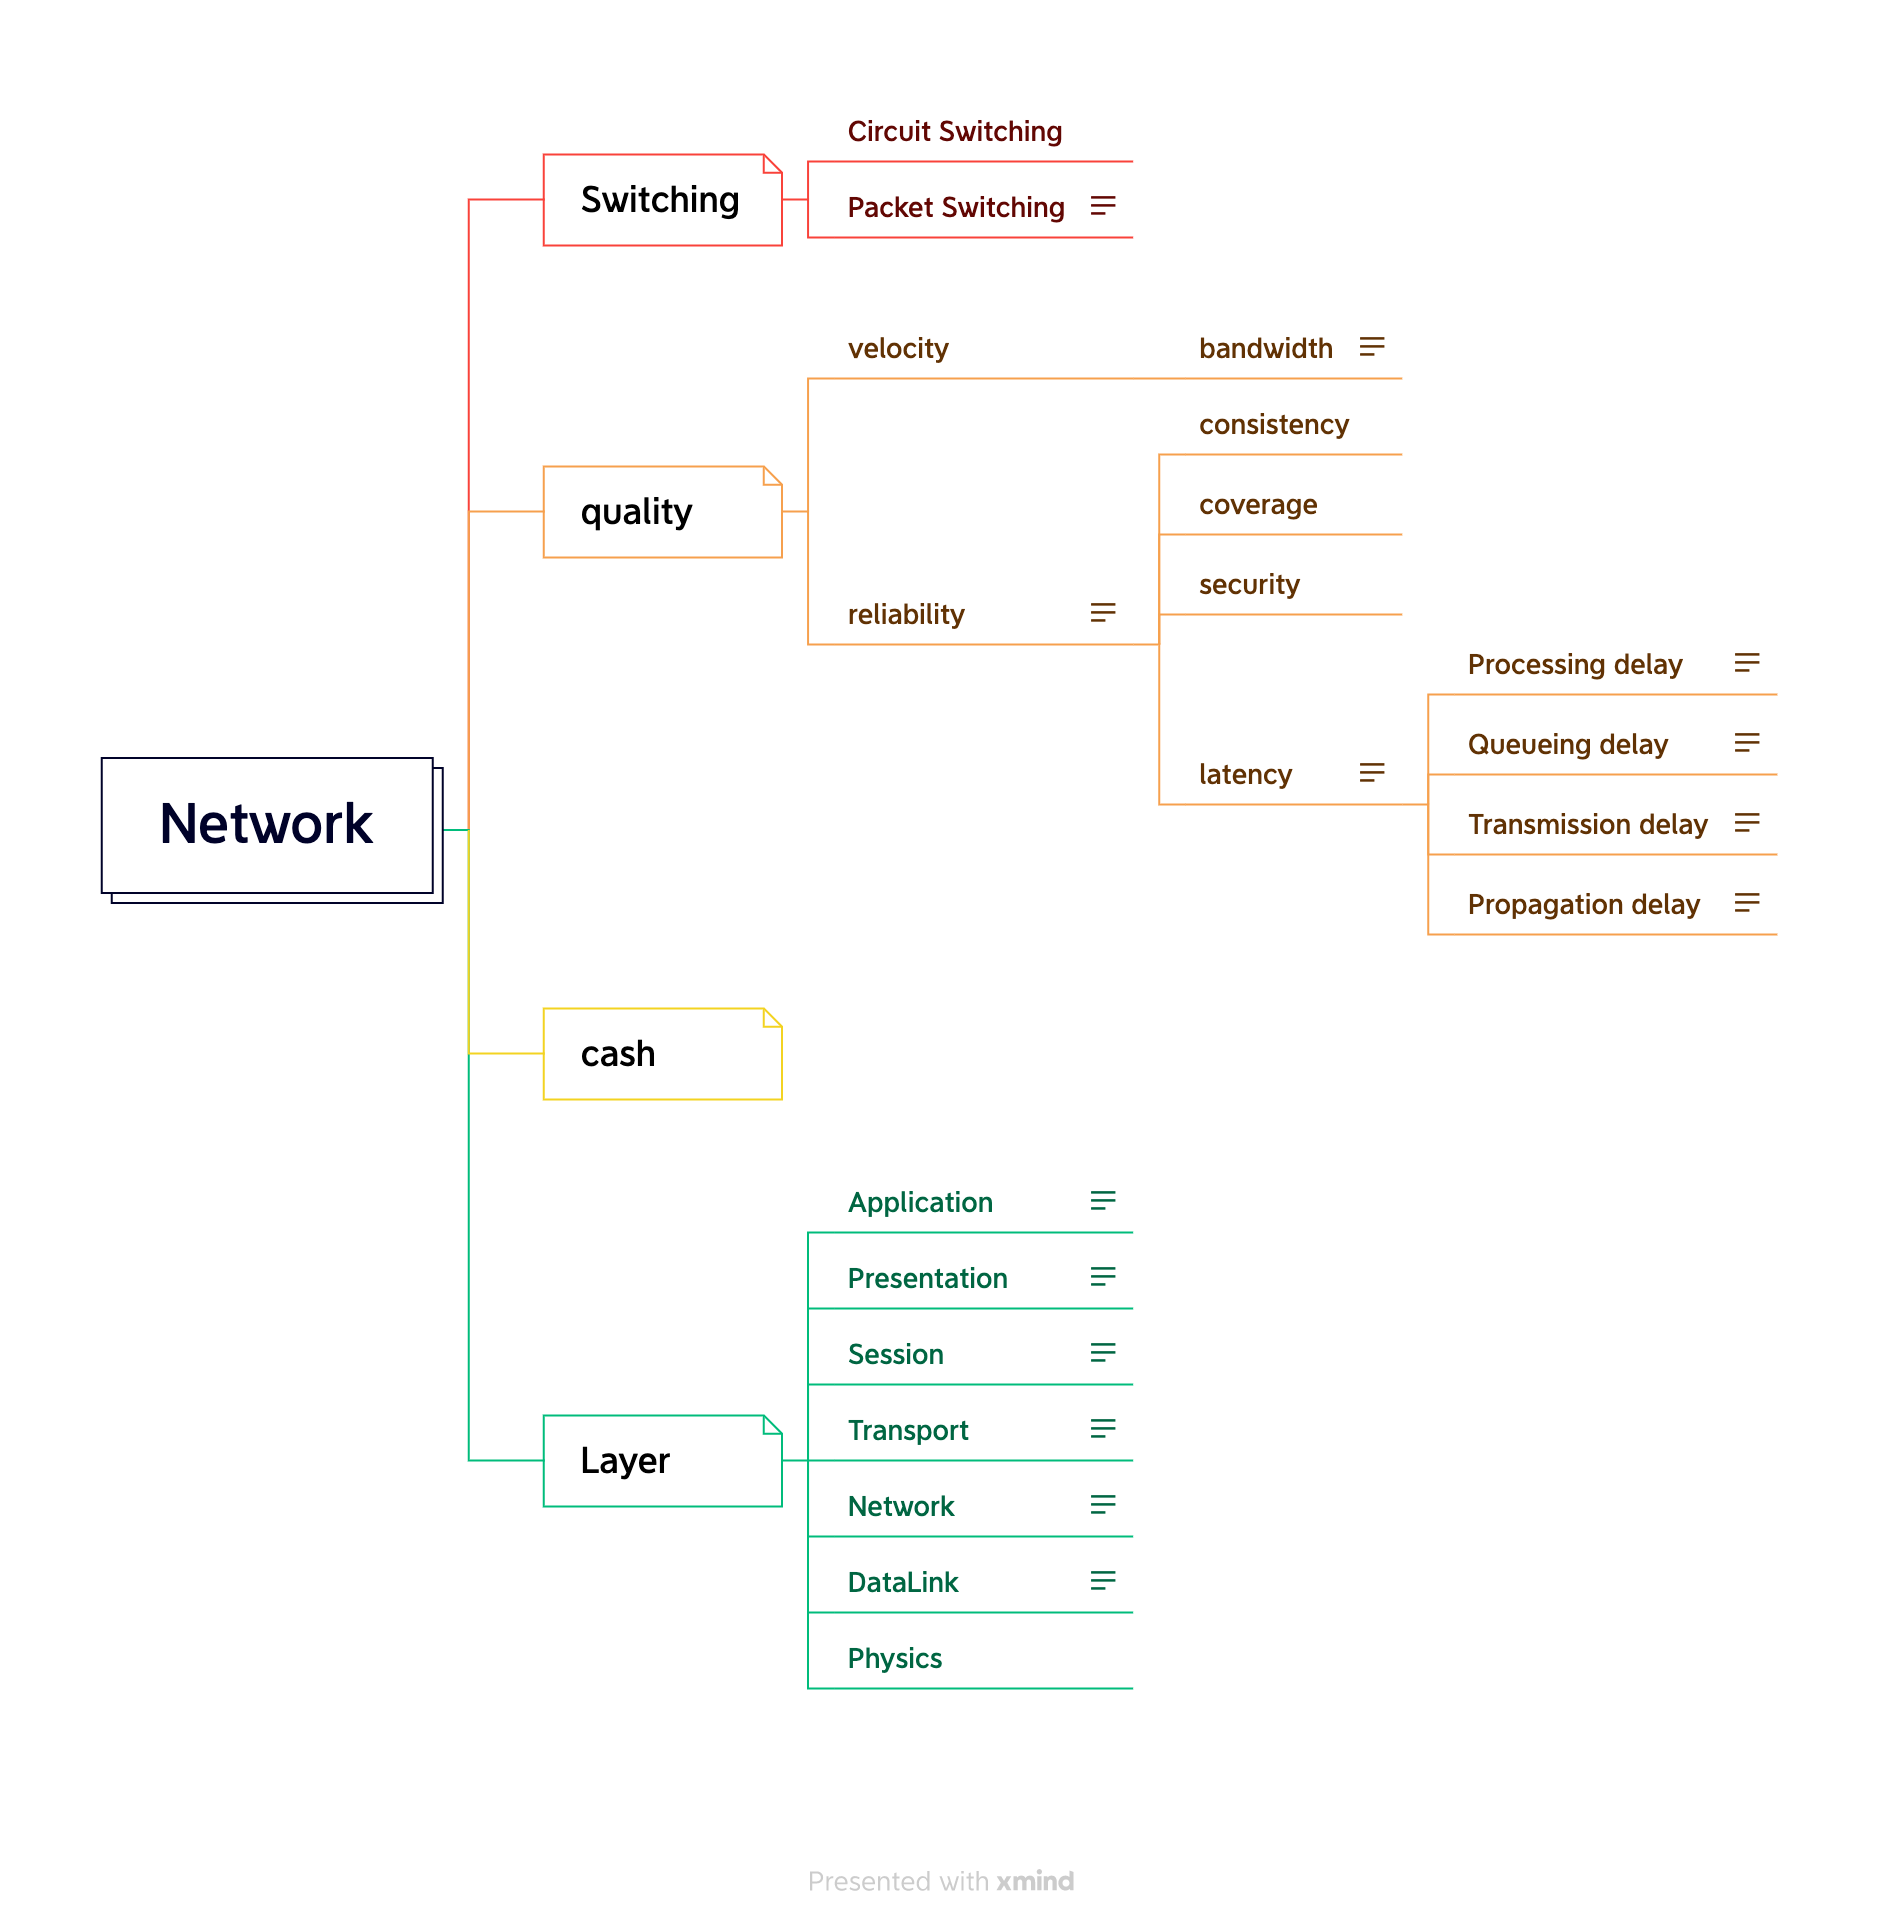 Network
Switching
Circuit Switching
Packet Switching
quality
velocity
bandwidth
reliability
consistency
coverage
security
latency
Processing delay
Queueing delay
Transmission delay
Propagation delay
cash
Layer
Application
Presentation
Session
Transport
Network
DataLink
Physics
Presented with xmind